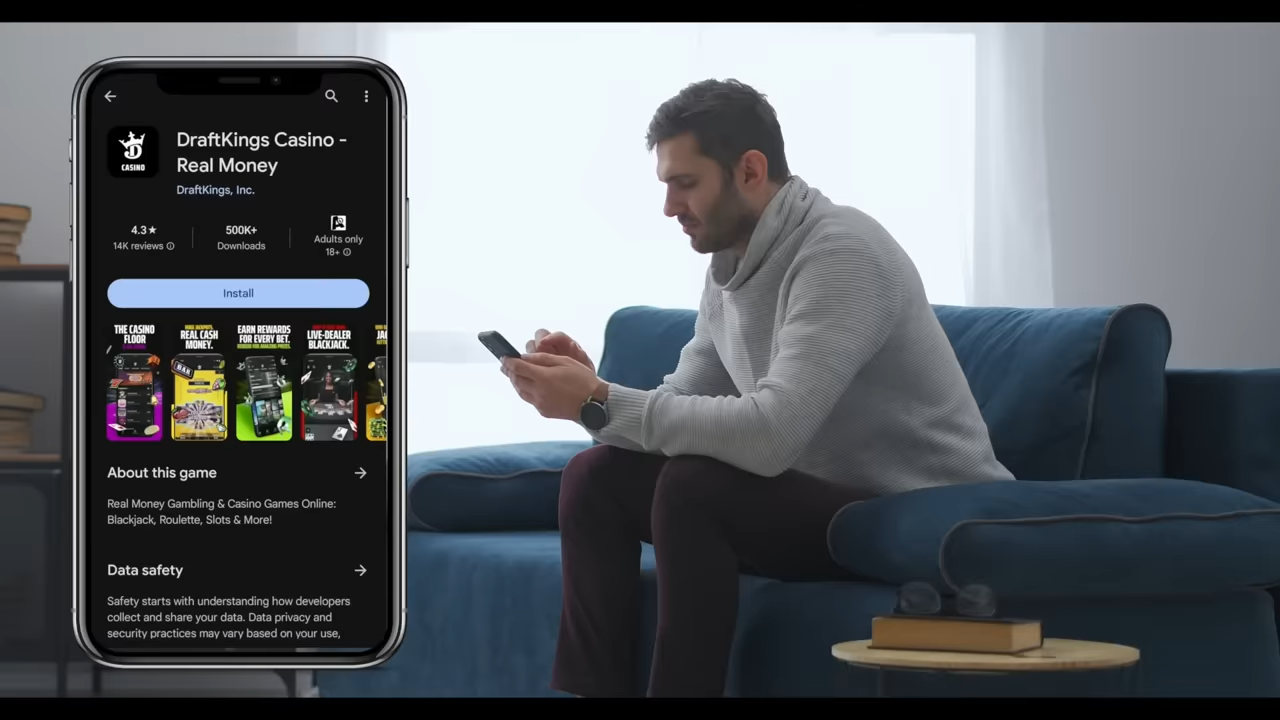 DraftKings Casino -
Real Money
DraftKings, Inc.
CASINO
4.3★
14K reviews
500K+
Downloads
Adults only
18+
Install
THE CASINO
FLOOR
REAL CASH
MONEY.
EARN REWARDS
FOR EVERY BET.
LIVE-DEALER
BLACKJACK.
BAR
About this game
Real Money Gambling & Casino Games Online:
Blackjack, Roulette, Slots & More!
Data safety
Safety starts with understanding how developers
collect and share your data. Data privacy and
security practices may vary based on your use,